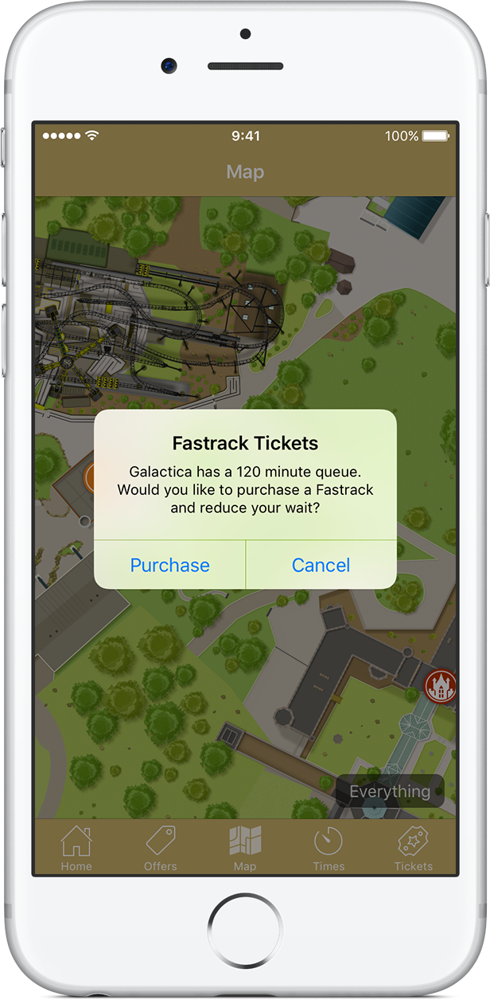 9:41
100%
Map
Fastrack Tickets
Galactica has a 120 minute queue.
Would you like to purchase a Fastrack
and reduce your wait?
Purchase
Cancel
Everything
Home
Offers
Map
Times
Tickets